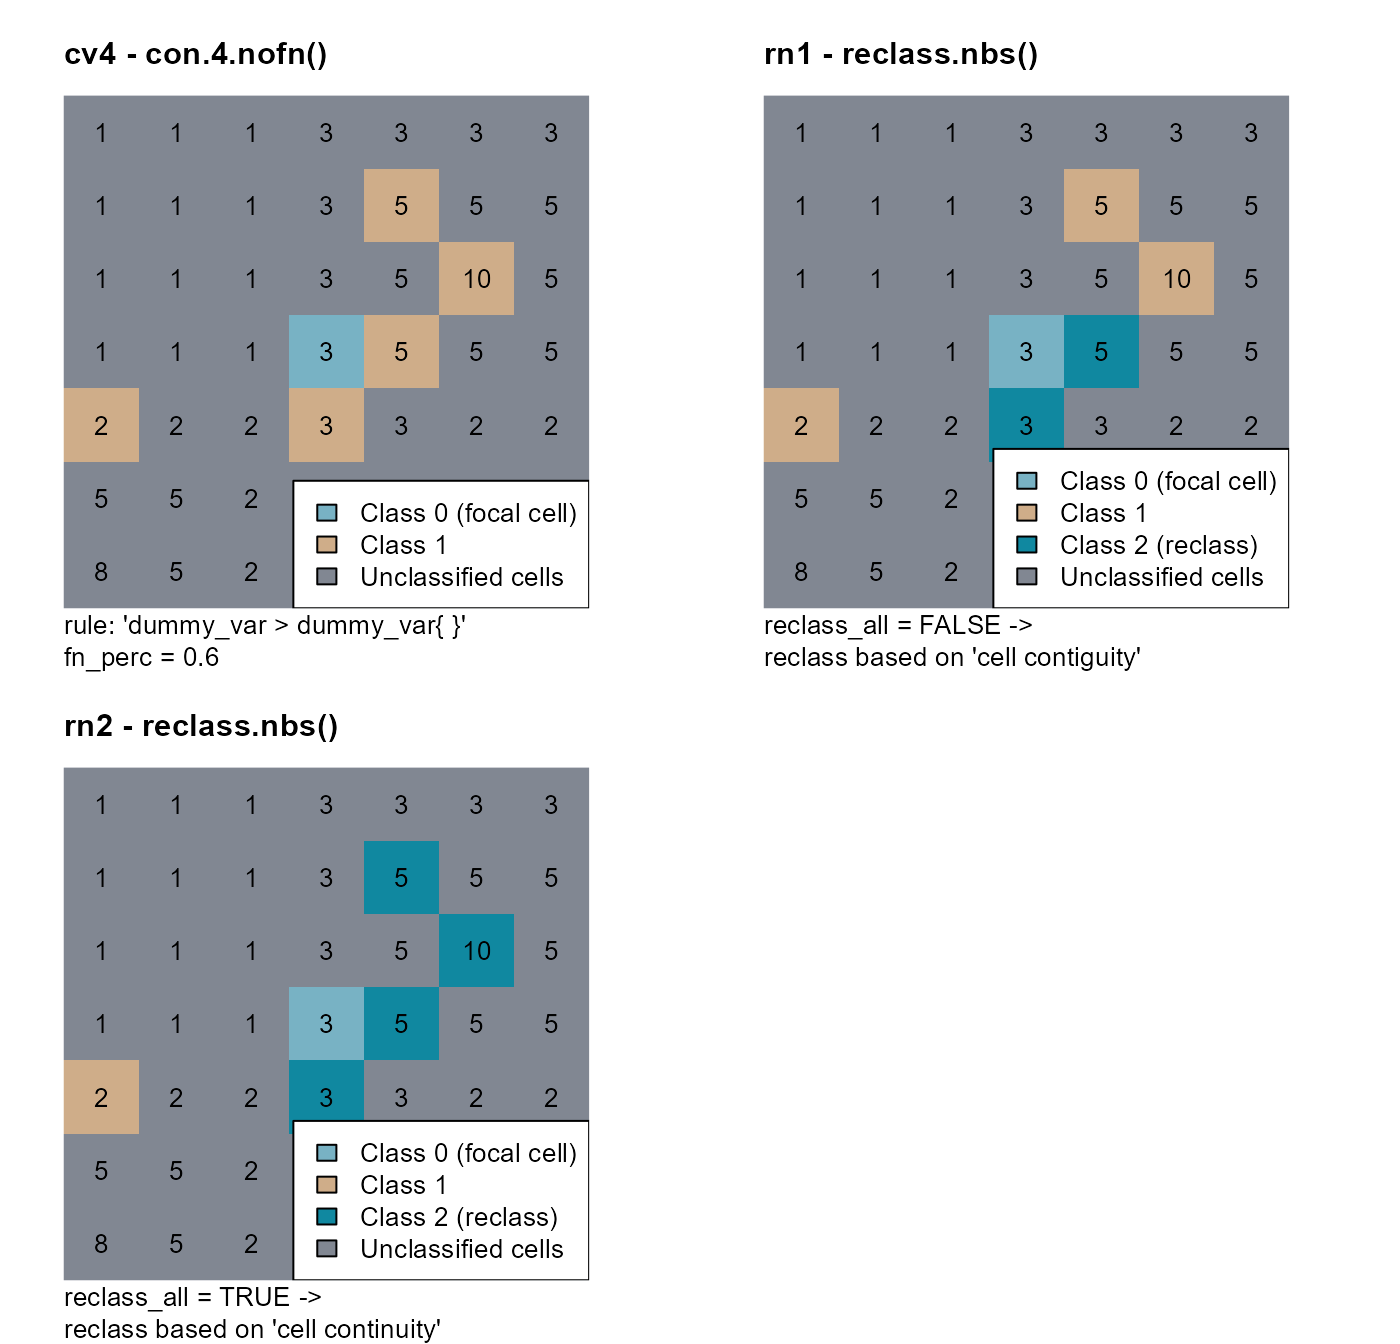 cv4 - con.4.nofn()
1 1 1 3 3 3 3
1 1 1 3 5 5 5
1 1 1 3 5 10 5
1 1 1 3 5 5 5
2 2 2 3 3 2 2
5 5 2
8 5 2
Class 0 (focal cell)
Class 1
Unclassified cells
rule: 'dummy_var > dummy_var{ }'
fn_perc = 0.6
rn1 - reclass.nbs()
1 1 1 3 3 3 3
1 1 1 3 5 5 5
1 1 1 3 5 10 5
1 1 1 3 5 5 5
2 2 2 3 3 2 2
5 5 2
8 5 2
Class 0 (focal cell)
Class 1
Class 2 (reclass)
Unclassified cells
reclass_all = FALSE ->
reclass based on 'cell contiguity'
rn2 - reclass.nbs()
1 1 1 3 3 3 3
1 1 1 3 5 5 5
1 1 1 3 5 10 5
1 1 1 3 5 5 5
2 2 2 3 3 2 2
5 5 2
8 5 2
Class 0 (focal cell)
Class 1
Class 2 (reclass)
Unclassified cells
reclass_all = TRUE ->
reclass based on 'cell continuity'